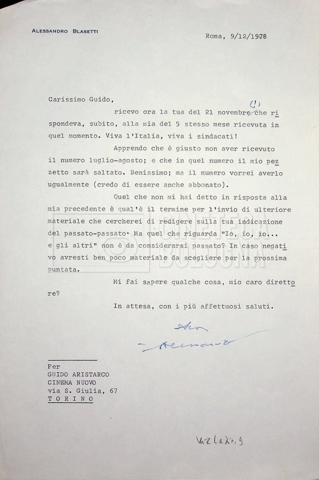 ALESSANDRO BLASETTI
Roma, 9/12/1978
Carissimo Guido,
ricevo ora la tua del 21 novembre (!) che ri
spondeva, subito, alla mia del 5 stesso mese ricevuta in
quel momento. Viva l'Italia, viva i sindacati!
Apprendo che è giusto non aver ricevuto
il numero luglio-agosto; e che in quel numero il mio pez
zetto sarà saltato. Benissimo; ma il numero vorrei averlo
ugualmente (credo di essere anche abbonato).
Quel che non mi hai detto in risposta alla
mia precedente è qual'è il termine per l'invio di ulteriore
materiale che cercherei di redigere sulla tua indicazione
del passato-passato. Ma quel che riguarda "Io, io, io...
e gli altri" non è da considerarsi passato? In caso negati
vo avresti ben poco materiale da scegliere per la prossima
puntata.
Mi fai sapere qualche cosa, mio caro diretto
re?
In attesa, con i più affettuosi saluti.
Per
GUIDO ARISTARCO
CINEMA NUOVO
via S. Giulia, 67
TORINO